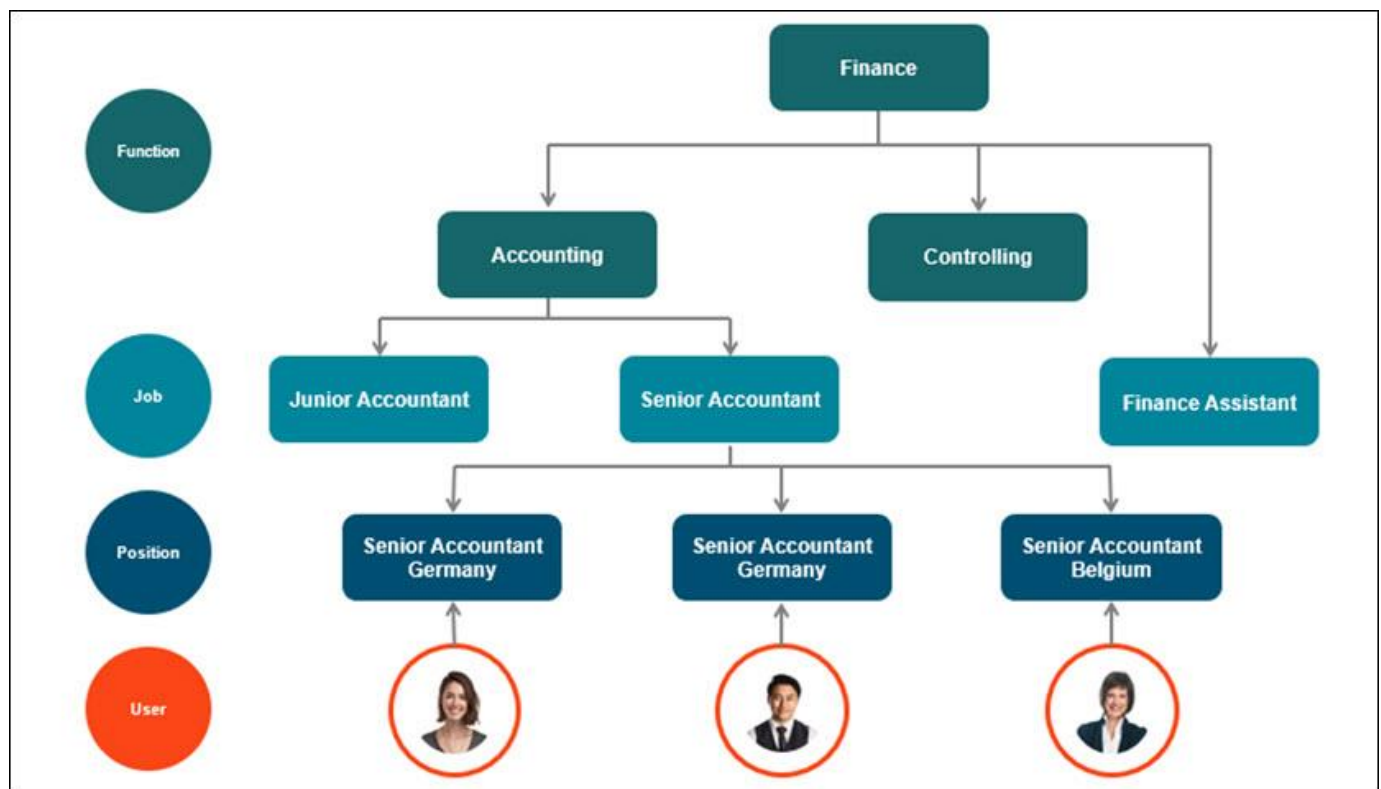 Finance
Function
Accounting
Controlling
Job
Junior Accountant
Senior Accountant
Finance Assistant
Position
Senior Accountant
Germany
Senior Accountant
Germany
Senior Accountant
Belgium
User